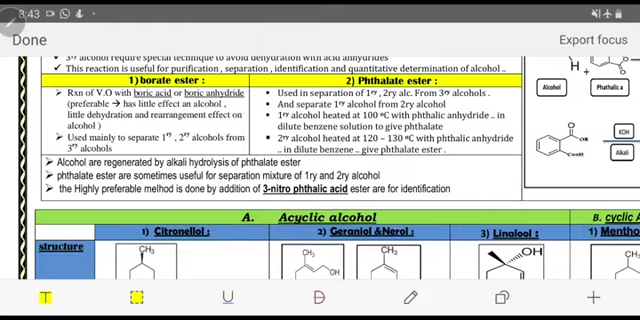 8:43
Done
Export focus
3ry alcohol require special technique to avoid dehydration with acid anhydrides
✓ This reaction is useful for purification , separation , identification and quantitative determination of alcohol ..
1) borate ester :
2) Phthalate ester :
➤ Rxn of V.O with boric acid or boric anhydride
(preferable → has little effect an alcohol ,
little dehydration and rearrangement effect on
alcohol )
➤ Used mainly to separate 1ry , 2ry alcohols from
3ry alcohols
▪ Used in separation of 1ry , 2ry alc. From 3ry alcohols .
▪ And separate 1ry alcohol from 2ry alcohol
▪ 1ry alcohol heated at 100 ºC with phthalic anhydride .. in
dilute benzene solution to give phthalate
▪ 2ry alcohol heated at 120 – 130 ºC with phthalic anhydride
.. in dilute benzene .. give phthalate ester .
➤ Alcohol are regenerated by alkali hydrolysis of phthalate ester
➤ phthalate ester are sometimes useful for separation mixture of 1ry and 2ry alcohol
➤ the Highly preferable melhod is done by addition of 3-nitro phthalic acid ester are for identification
H
+
O
Alcohol
Phathalic a
O
OR
COOH
KOH
Alkali
A. Acyclic alcohol
B. cyclic A
1) Citronellol :
2) Geraniol &Nerol :
3) Linalool :
1) Mentho
structure
CH3
CH3
OH
CH3
OH
CH
T
U
D